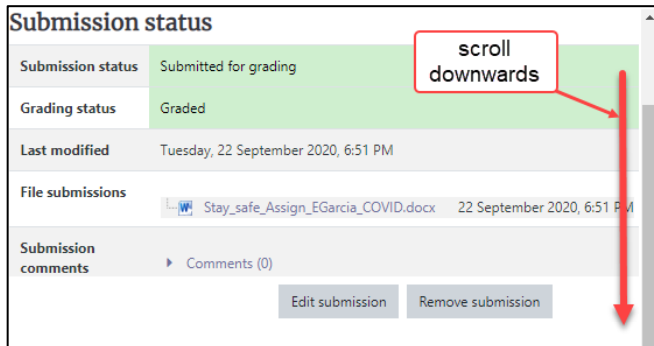 Submission status
scroll
downwards
Submission status Submitted for grading
Grading status Graded
Last modified Tuesday, 22 September 2020, 6:51 PM
File submissions
Stay_safe_Assign_EGarcia_COVID.docx 22 September 2020, 6:51 PM
Submission
comments
Comments (0)
Edit submission Remove submission